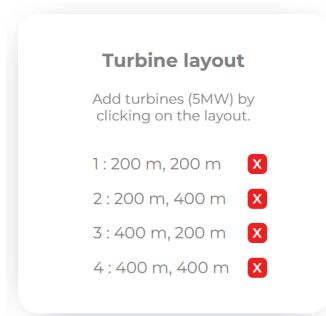 Turbine layout
Add turbines (5MW) by
clicking on the layout.
1 : 200 m, 200 m X
2 : 200 m, 400 m X
3 : 400 m, 200 m X
4 : 400 m, 400 m X